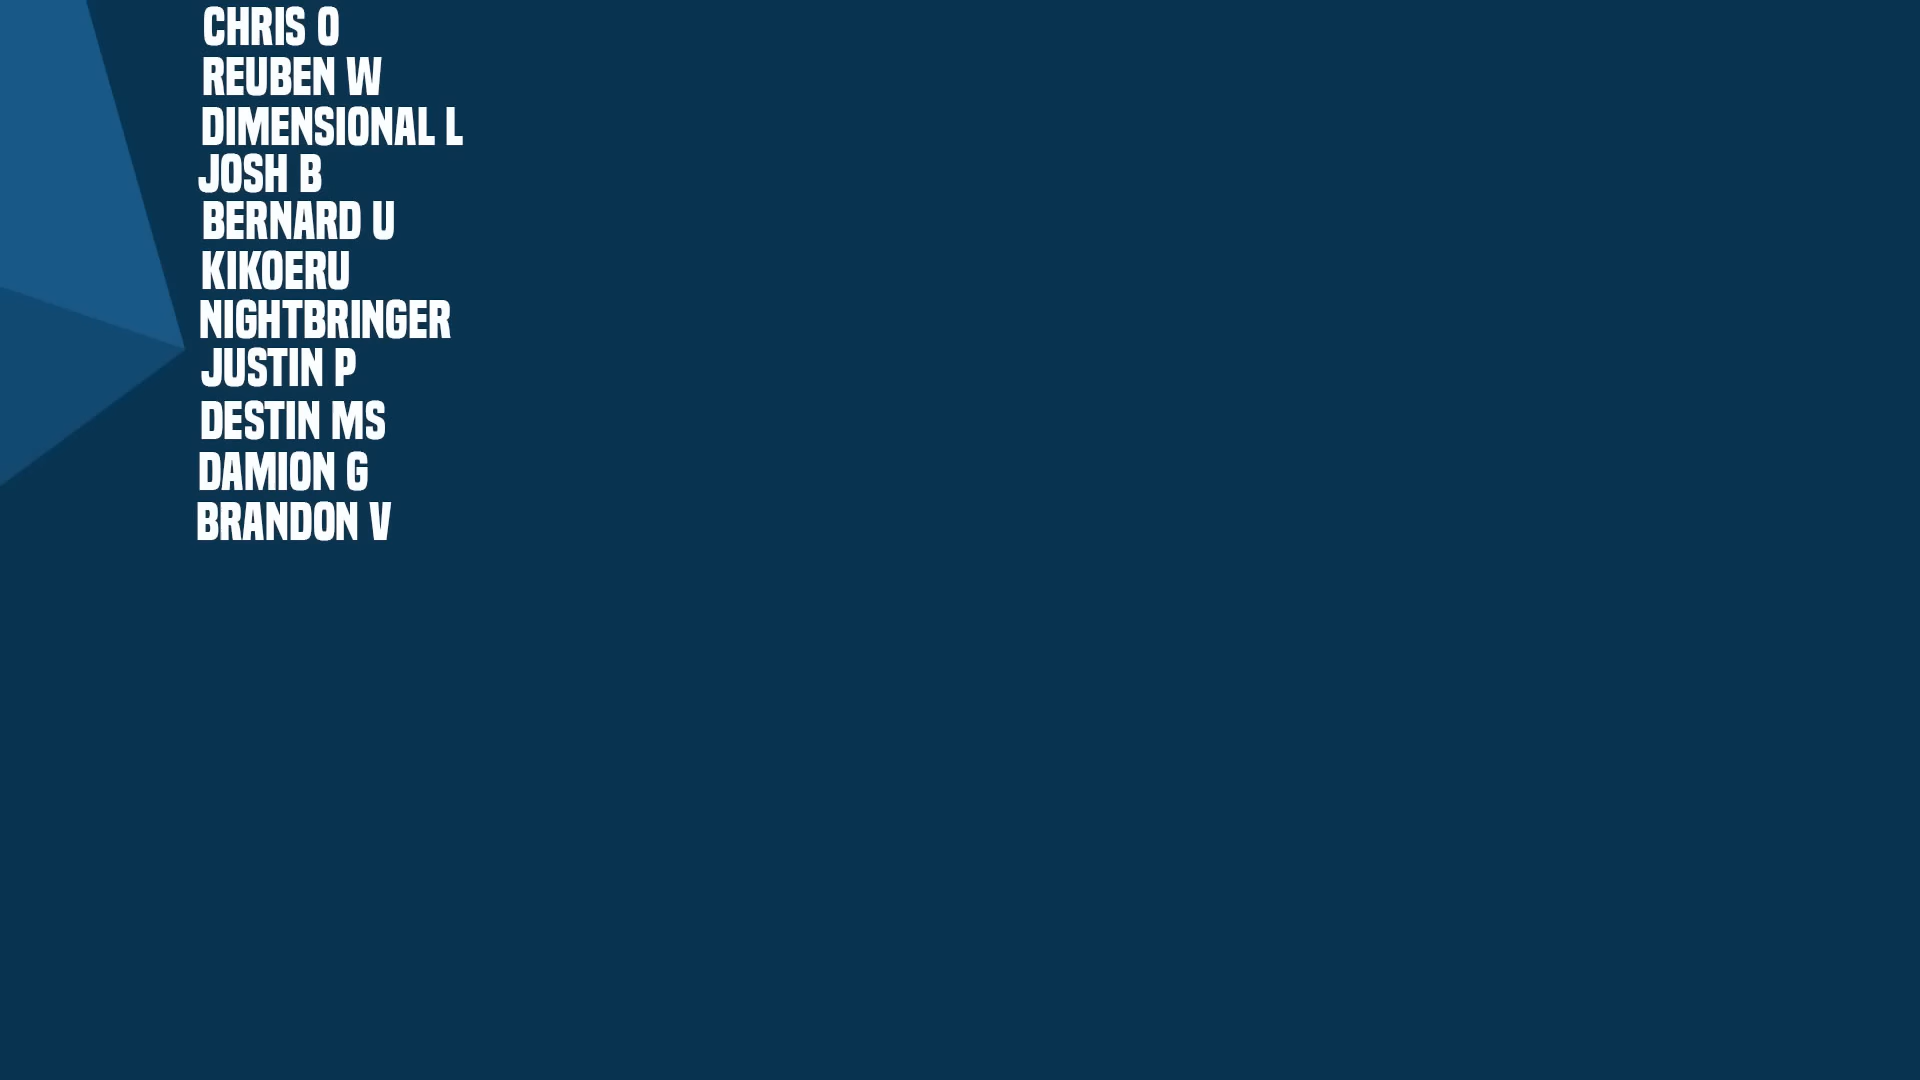 CHRIS O
REUBEN W
DIMENSIONAL L
JOSH B
BERNARD U
KIKOERU
NIGHTBRINGER
JUSTIN P
DESTIN MS
DAMION G
BRANDON V